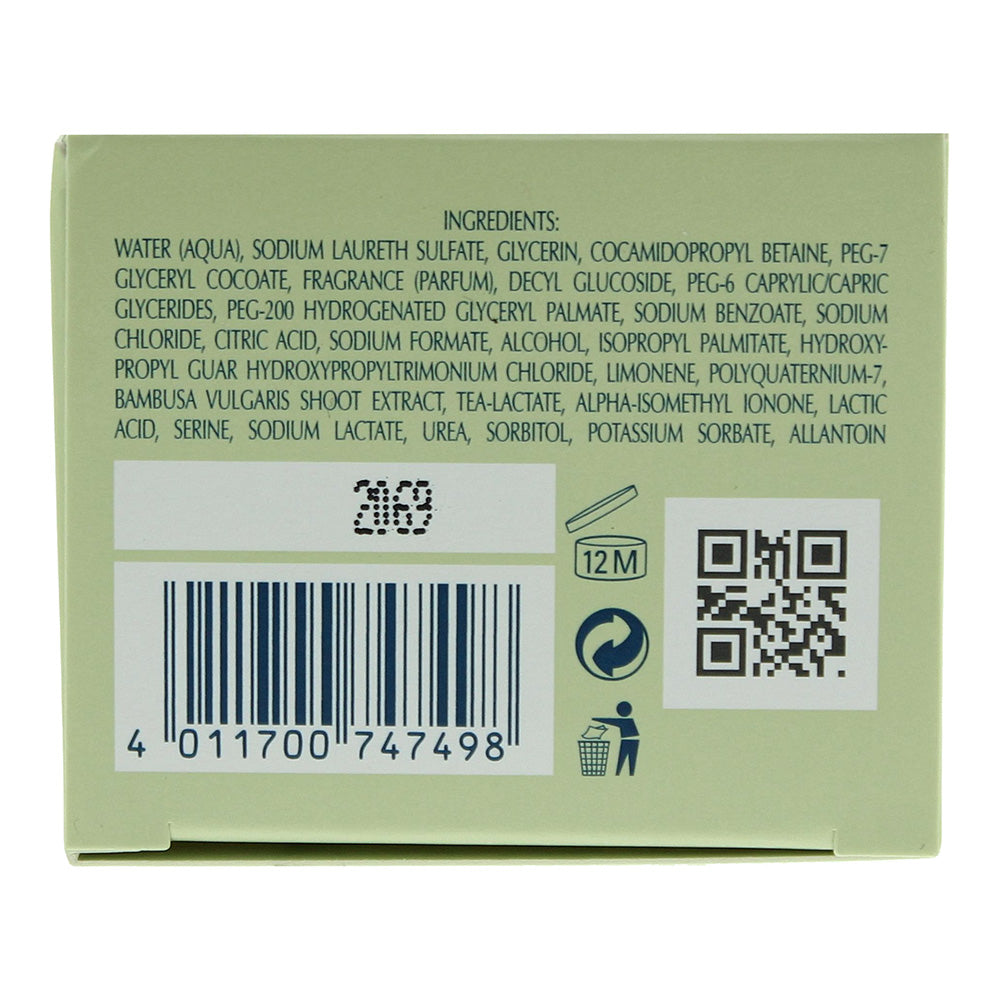 INGREDIENTS:
WATER (AQUA), SODIUM LAURETH SULFATE, GLYCERIN, COCAMIDOPROPYL BETAINE, PEG-7
GLYCERYL COCOATE, FRAGRANCE (PARFUM), DECYL GLUCOSIDE, PEG-6 CAPRYLIC/CAPRIC
GLYCERIDES, PEG-200 HYDROGENATED GLYCERYL PALMATE, SODIUM BENZOATE, SODIUM
CHLORIDE, CITRIC ACID, SODIUM FORMATE, ALCOHOL, ISOPROPYL PALMITATE, HYDROXY-
PROPYL GUAR HYDROXYPROPYLTRIMONIUM CHLORIDE, LIMONENE, POLYQUATERNIUM-7,
BAMBUSA VULGARIS SHOOT EXTRACT, TEA-LACTATE, ALPHA-ISOMETHYL IONONE, LACTIC
ACID, SERINE, SODIUM LACTATE, UREA, SORBITOL, POTASSIUM SORBATE, ALLANTOIN
20169
12 M
4 011700 747498